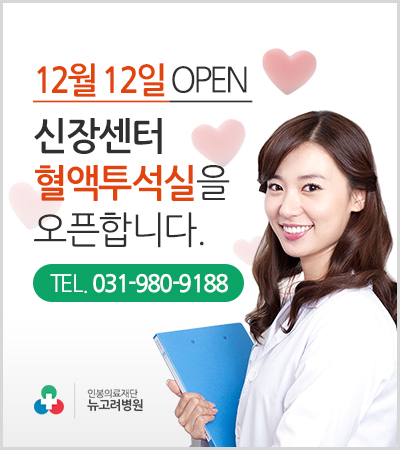 12월 12일 OPEN
신장센터
혈액투석실을
오픈합니다.
TEL. 031-980-9188
인봉의료재단
뉴고려병원